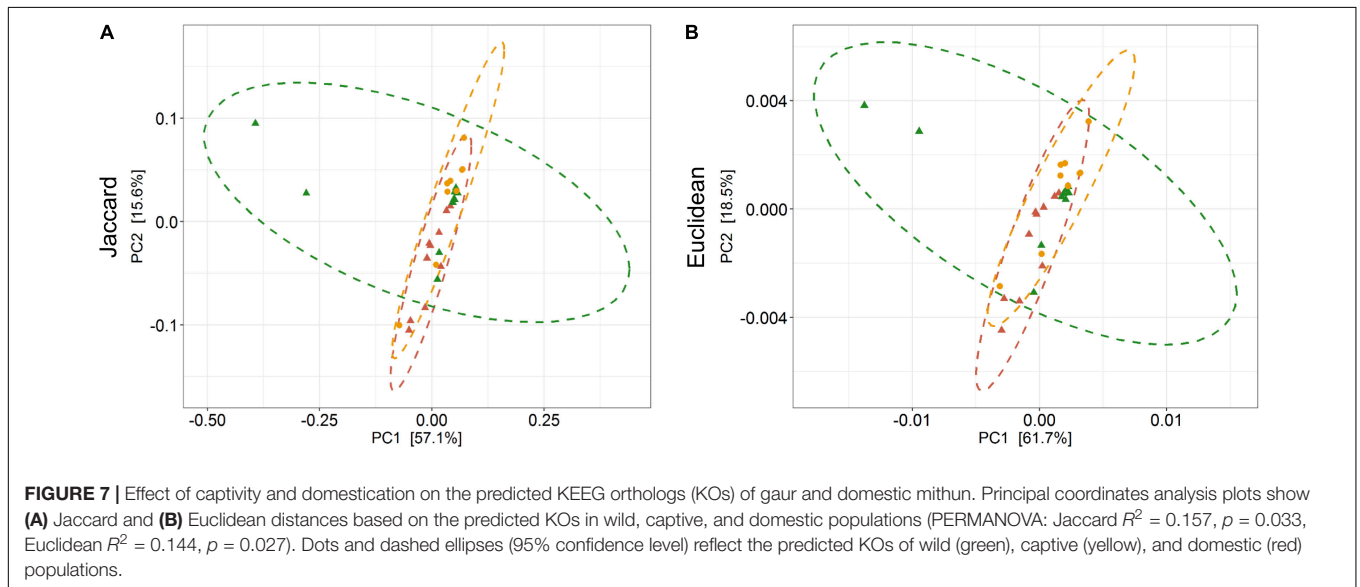 A
Jaccard
PC2 [15.6%]
0.1
0.0
-0.1
-0.50
-0.25
0.00
0.25
PC1 [57.1%]
B
Euclidean
PC2 [18.5%]
0.004
0.000
-0.004
-0.01
0.00
0.01
PC1 [61.7%]
FIGURE 7 | Effect of captivity and domestication on the predicted KEEG orthologs (KOs) of gaur and domestic mithun. Principal coordinates analysis plots show
(A) Jaccard and (B) Euclidean distances based on the predicted KOs in wild, captive, and domestic populations (PERMANOVA: Jaccard R² = 0.157, p = 0.033,
Euclidean R² = 0.144, p = 0.027). Dots and dashed ellipses (95% confidence level) reflect the predicted KOs of wild (green), captive (yellow), and domestic (red)
populations.